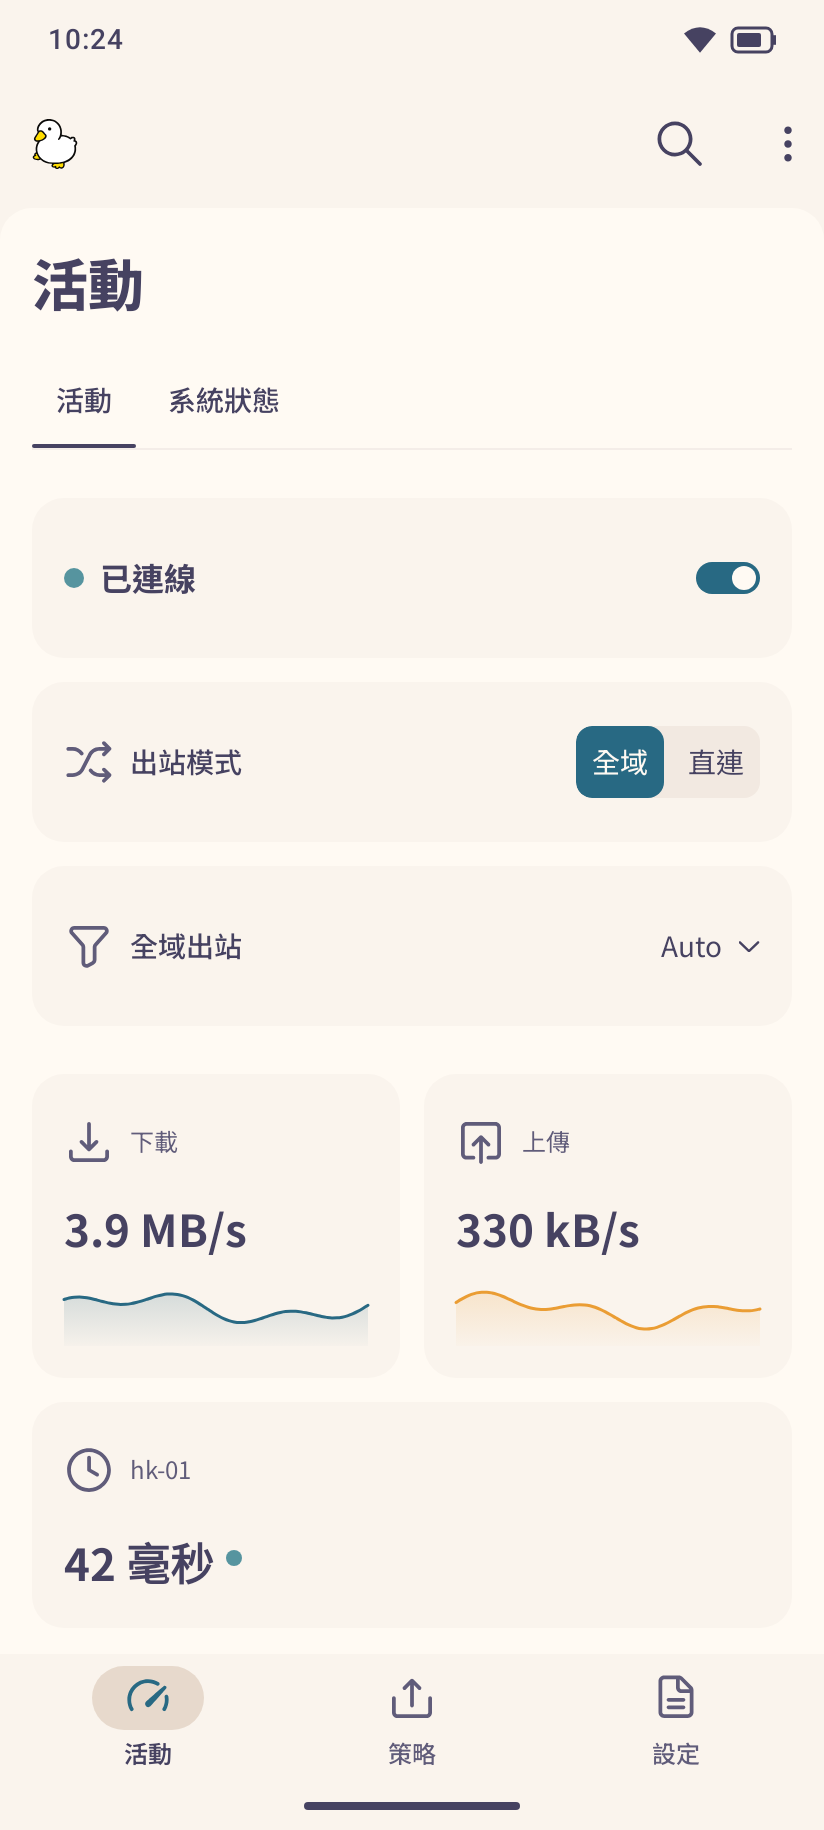 10:24
活動
活動 系統狀態
已連線
出站模式 全域 直連
全域出站 Auto
下載 上傳
3.9 MB/s 330 kB/s
hk-01
42 毫秒
活動 策略 設定